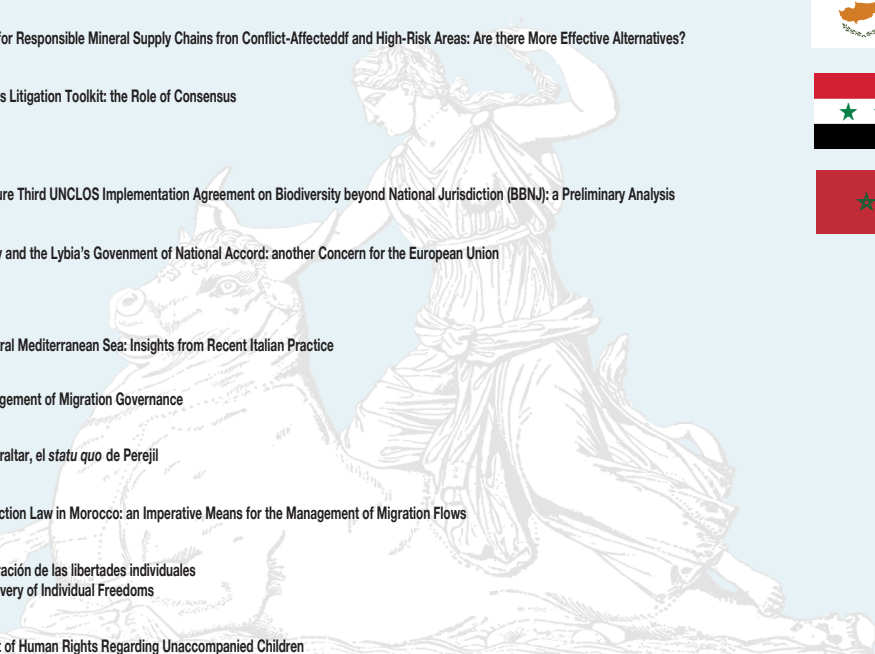 for Responsible Mineral Supply Chains fron Conflict-Affecteddf and High-Risk Areas: Are there More Effective Alternatives?
s Litigation Toolkit: the Role of Consensus
ure Third UNCLOS Implementation Agreement on Biodiversity beyond National Jurisdiction (BBNJ): a Preliminary Analysis
y and the Lybia’s Govenment of National Accord: another Concern for the European Union
ral Mediterranean Sea: Insights from Recent Italian Practice
gement of Migration Governance
raltar, el statu quo de Perejil
ction Law in Morocco: an Imperative Means for the Management of Migration Flows
ración de las libertades individuales
very of Individual Freedoms
t of Human Rights Regarding Unaccompanied Children